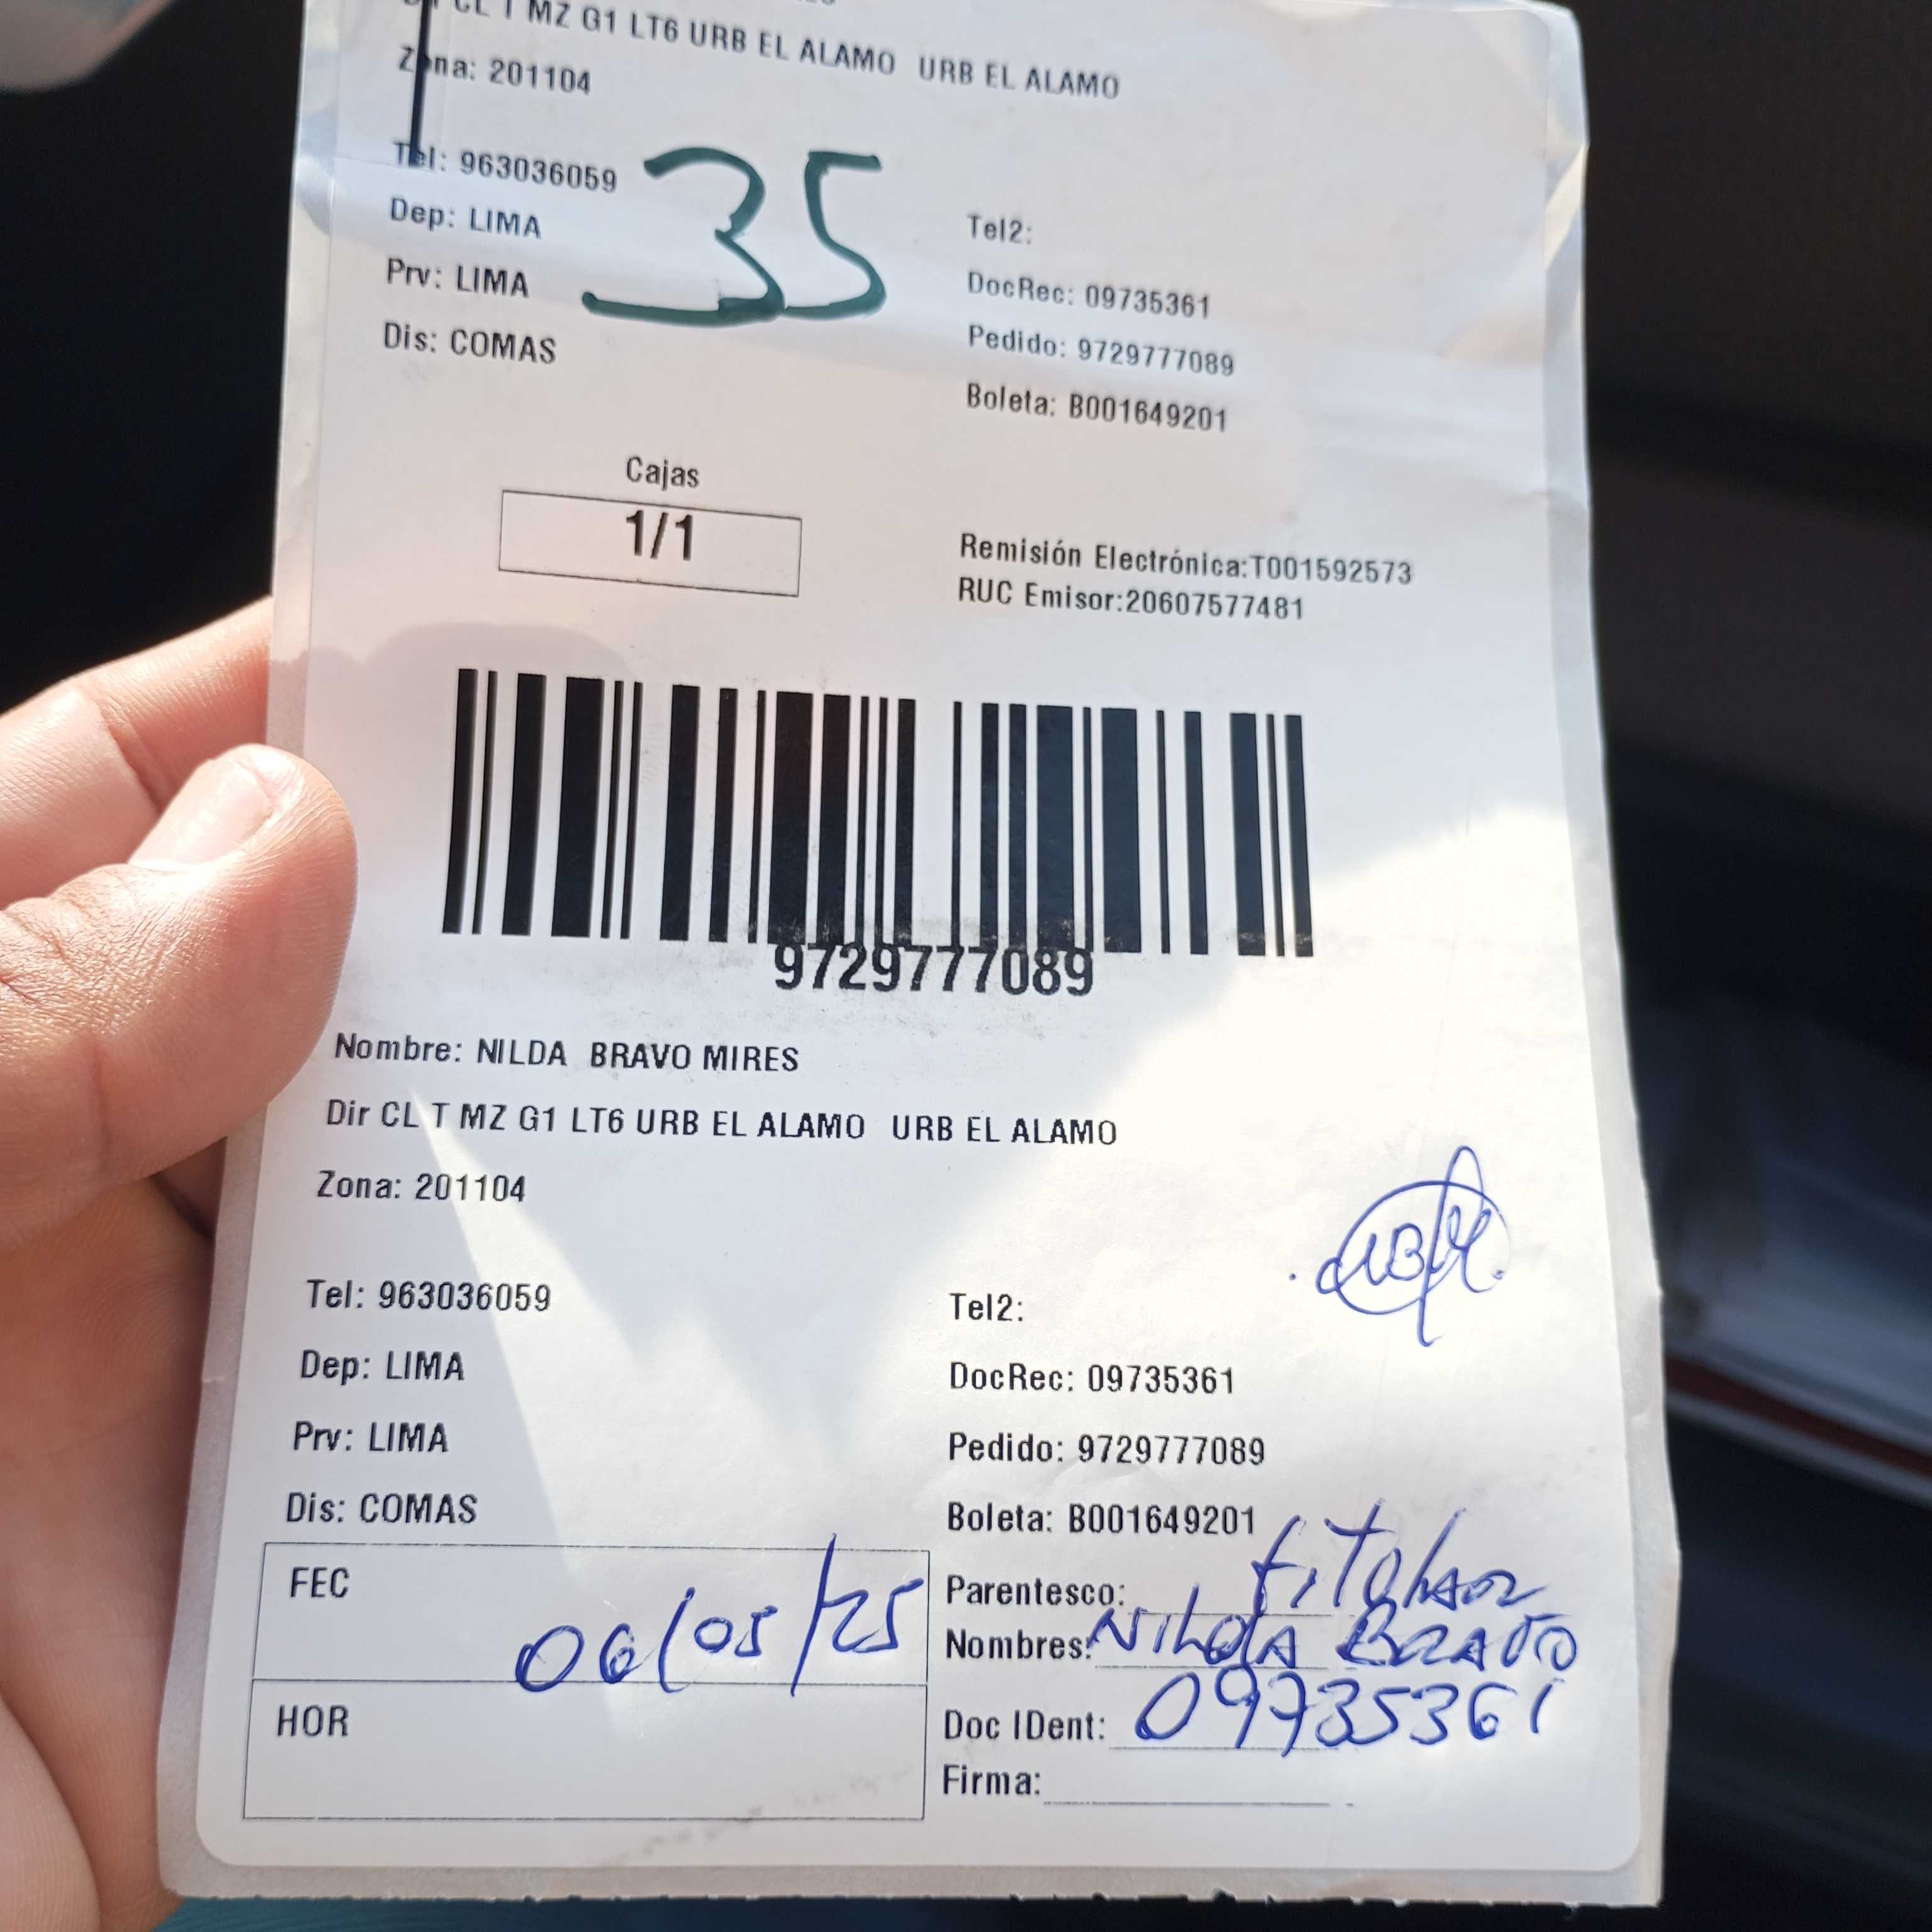 CL T MZ G1 LT6 URB EL ALAMO URB EL ALAMO
Zona: 201104
Tel: 963036059
35
Dep: LIMA
Tel2:
Prv: LIMA
DocRec: 09735361
Dis: COMAS
Pedido: 9729777089
Boleta: B001649201
Cajas
1/1
Remisión Electrónica:T001592573
RUC Emisor:20607577481
9729777089
Nombre: NILDA BRAVO MIRES
Dir CL T MZ G1 LT6 URB EL ALAMO URB EL ALAMO
Zona: 201104
Tel: 963036059
Tel2:
Dep: LIMA
DocRec: 09735361
Prv: LIMA
Pedido: 9729777089
Dis: COMAS
Boleta: B001649201
FEC 06/05/25
Parentesco: titular
Nombres: NILDA BRAVO
HOR
Doc IDent: 09735361
Firma: